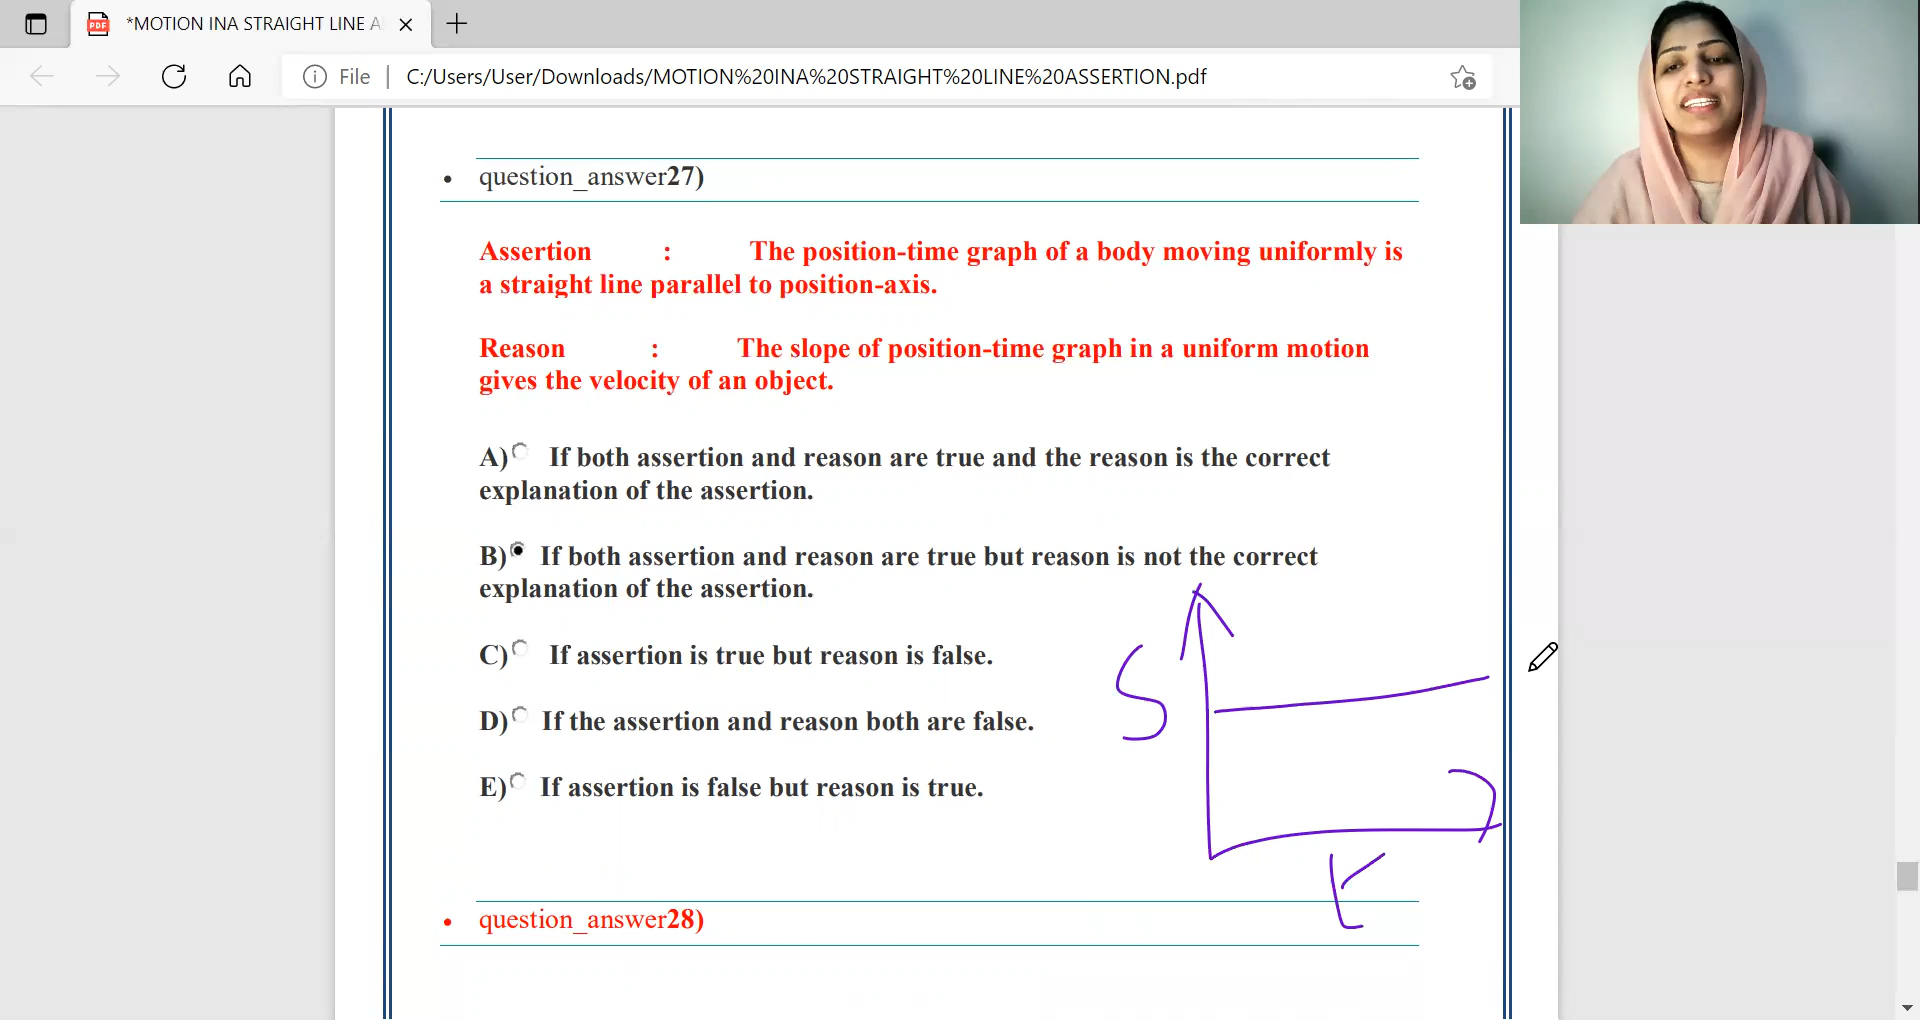 *MOTION INA STRAIGHT LINE A
File
C:/Users/User/Downloads/MOTION%20INA%20STRAIGHT%20LINE%20ASSERTION.pdf
• question_answer27)
Assertion : The position-time graph of a body moving uniformly is
a straight line parallel to position-axis.
Reason : The slope of position-time graph in a uniform motion
gives the velocity of an object.
A) If both assertion and reason are true and the reason is the correct
explanation of the assertion.
B) If both assertion and reason are true but reason is not the correct
explanation of the assertion.
C) If assertion is true but reason is false.
D) If the assertion and reason both are false.
E) If assertion is false but reason is true.
S
t
• question_answer28)